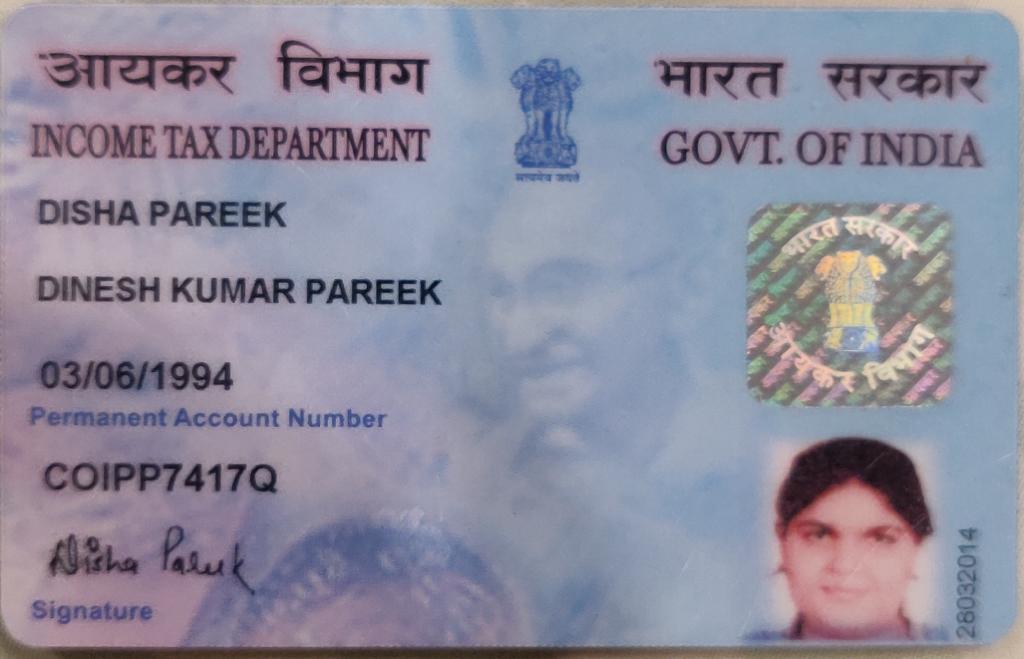 आयकर विभाग
INCOME TAX DEPARTMENT
सत्यमेव जयते
भारत सरकार
GOVT. OF INDIA
DISHA PAREEK
DINESH KUMAR PAREEK
03/06/1994
Permanent Account Number
COIPP7417Q
Disha Pareek
Signature
भारत सरकार
आयकर विभाग
28032014